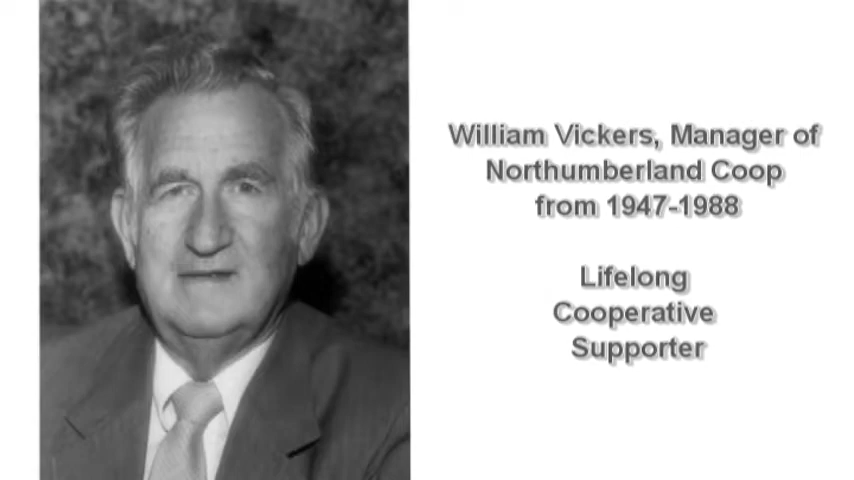 William Vickers, Manager of
Northumberland Coop
from 1947-1988
Lifelong
Cooperative
Supporter